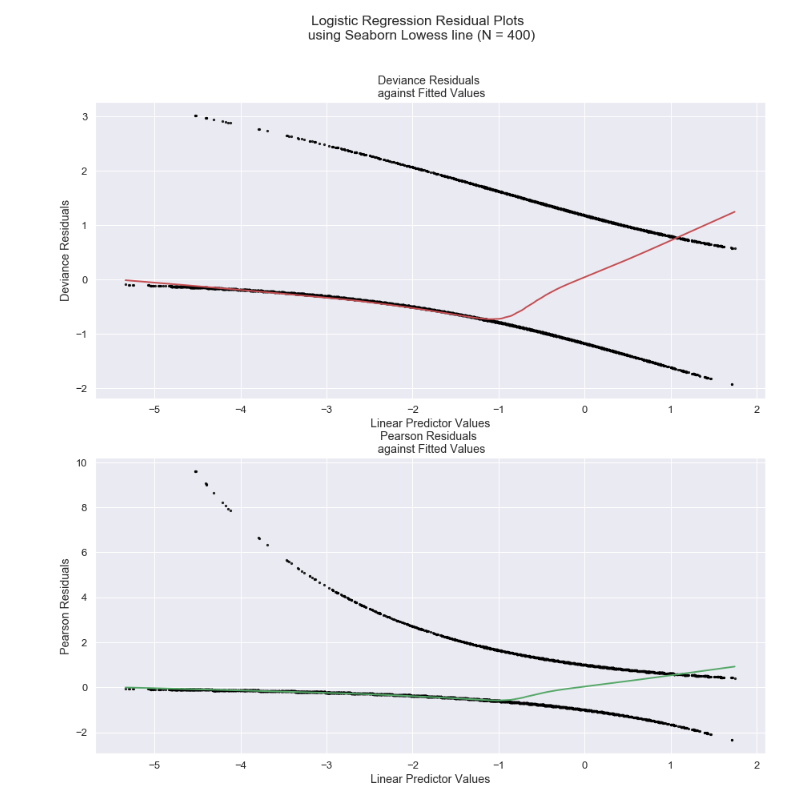 Logistic Regression Residual Plots
using Seaborn Lowess line (N = 400)
Deviance Residuals
against Fitted Values
3
2
1
0
−1
−2
Deviance Residuals
−5 −4 −3 −2 −1 0 1 2
Linear Predictor Values
Pearson Residuals
against Fitted Values
10
8
6
4
2
0
−2
Pearson Residuals
−5 −4 −3 −2 −1 0 1 2
Linear Predictor Values